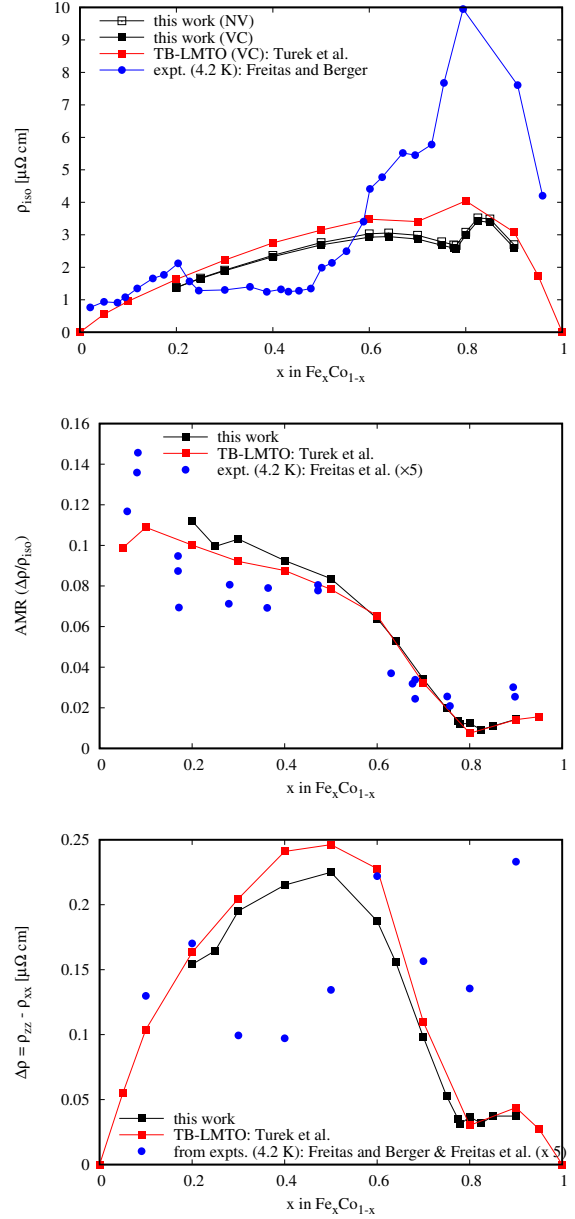 10
9
8
7
6
5
4
3
2
1
0
ρiso [μΩ cm]
this work (NV)
this work (VC)
TB-LMTO (VC): Turek et al.
expt. (4.2 K): Freitas and Berger
0 0.2 0.4 0.6 0.8 1
x in FexCo1-x
0.16
0.14
0.12
0.1
0.08
0.06
0.04
0.02
0
AMR (Δρ/ρiso)
this work
TB-LMTO: Turek et al.
expt. (4.2 K): Freitas et al. (×5)
0 0.2 0.4 0.6 0.8 1
x in FexCo1-x
0.25
0.2
0.15
0.1
0.05
0
Δρ = ρzz - ρxx [μΩ cm]
this work
TB-LMTO: Turek et al.
from expts. (4.2 K): Freitas and Berger & Freitas et al. (x 5)
0 0.2 0.4 0.6 0.8 1
x in FexCo1-x